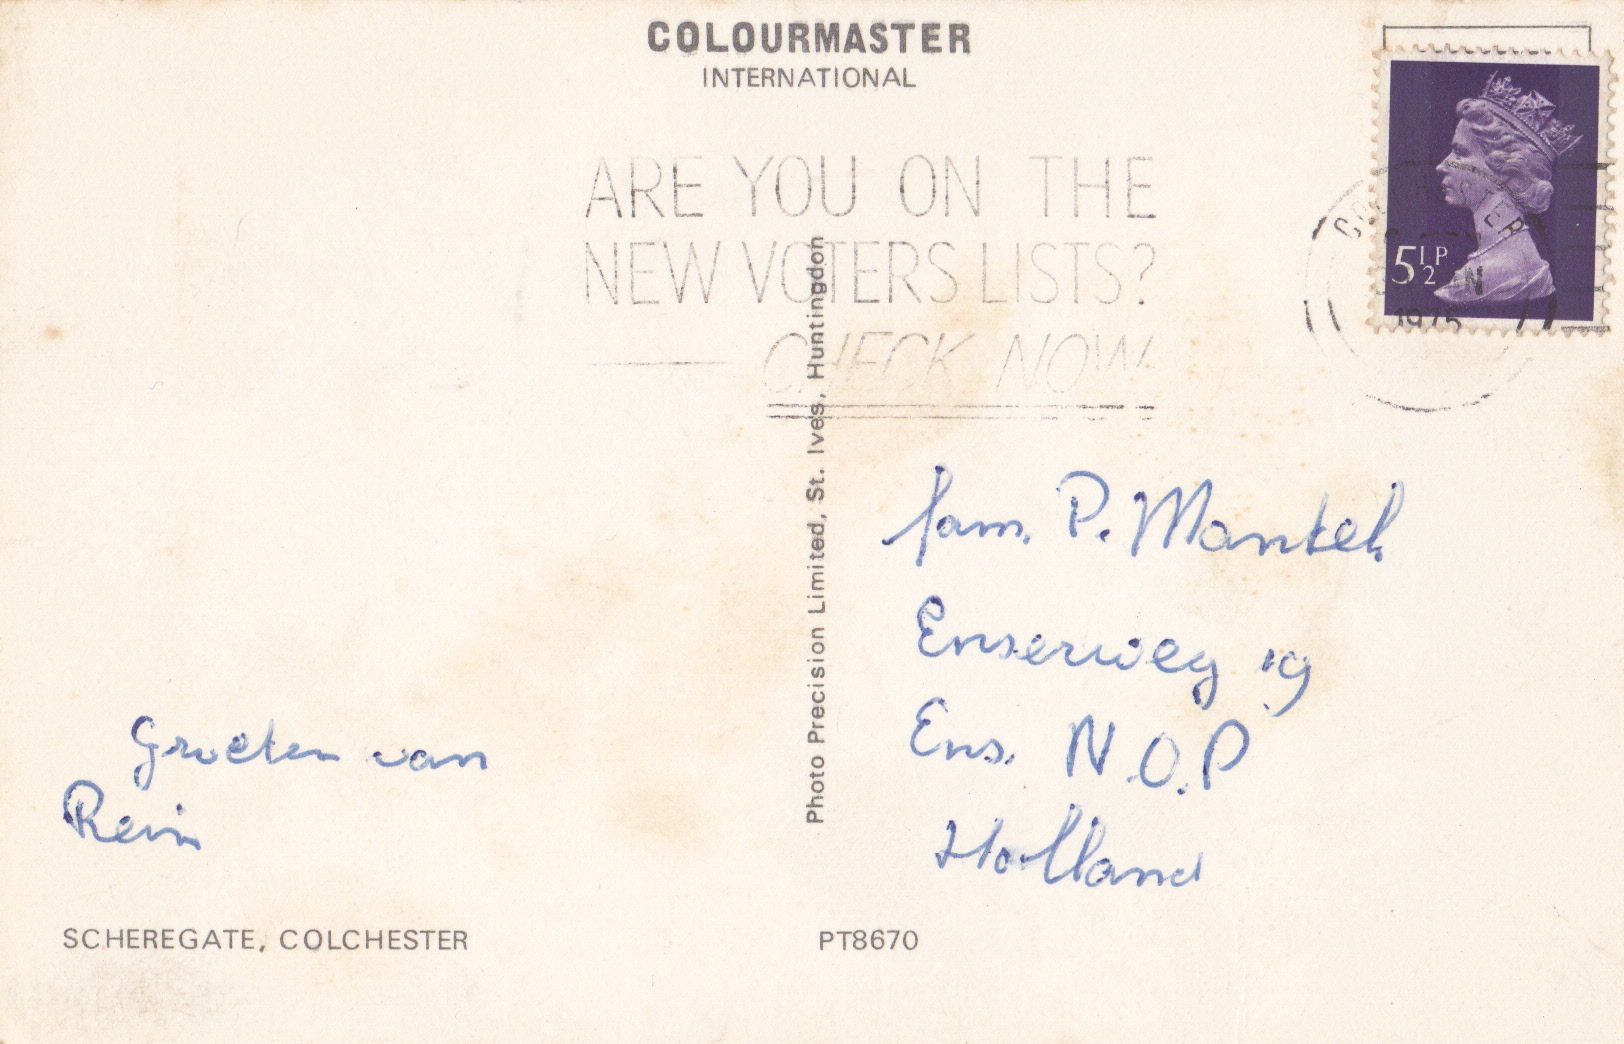 COLOURMASTER
INTERNATIONAL
ARE YOU ON THE
NEW VOTERS LISTS?
CHECK NOW
5½P
COLCHESTER
1975
Photo Precision Limited, St. Ives, Huntingdon
Groeten van
Rein
fam. P. Mantel
Enserweg 19
Ens. N.O.P
Holland
SCHEREGATE, COLCHESTER
PT8670